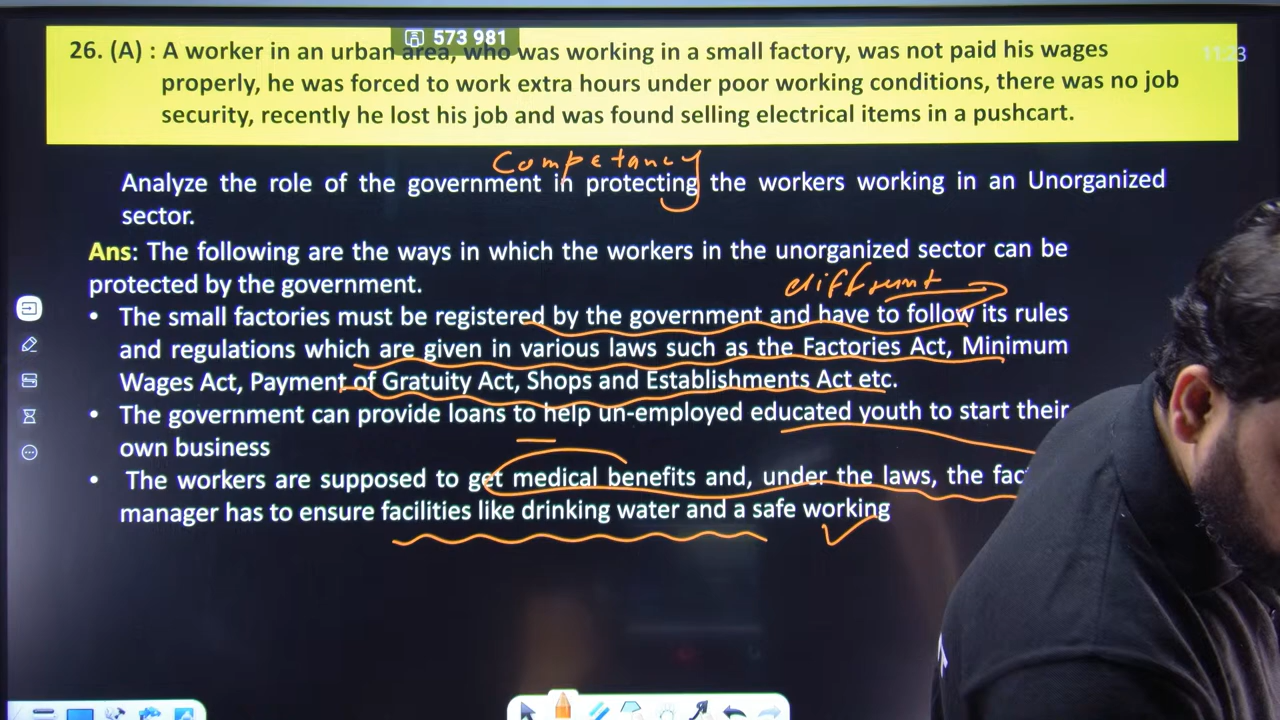 573 981
11:23
26. (A) : A worker in an urban area, who was working in a small factory, was not paid his wages
properly, he was forced to work extra hours under poor working conditions, there was no job
security, recently he lost his job and was found selling electrical items in a pushcart.
Competancy
Analyze the role of the government in protecting the workers working in an Unorganized
sector.
Ans: The following are the ways in which the workers in the unorganized sector can be
protected by the government.
• The small factories must be registered by the government and have to follow its rules
and regulations which are given in various laws such as the Factories Act, Minimum
Wages Act, Payment of Gratuity Act, Shops and Establishments Act etc.
• The government can provide loans to help un-employed educated youth to start their
own business
• The workers are supposed to get medical benefits and, under the laws, the
manager has to ensure facilities like drinking water and a safe working